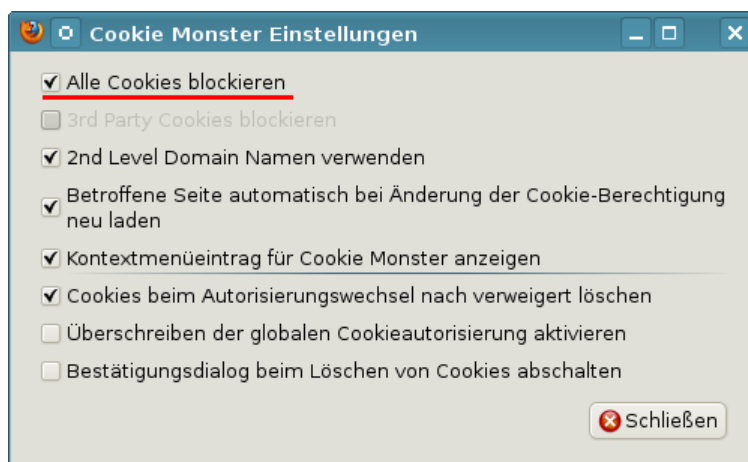 Cookie Monster Einstellungen
Alle Cookies blockieren
3rd Party Cookies blockieren
2nd Level Domain Namen verwenden
Betroffene Seite automatisch bei Änderung der Cookie-Berechtigung
neu laden
Kontextmenüeintrag für Cookie Monster anzeigen
Cookies beim Autorisierungswechsel nach verweigert löschen
Überschreiben der globalen Cookieautorisierung aktivieren
Bestätigungsdialog beim Löschen von Cookies abschalten
Schließen